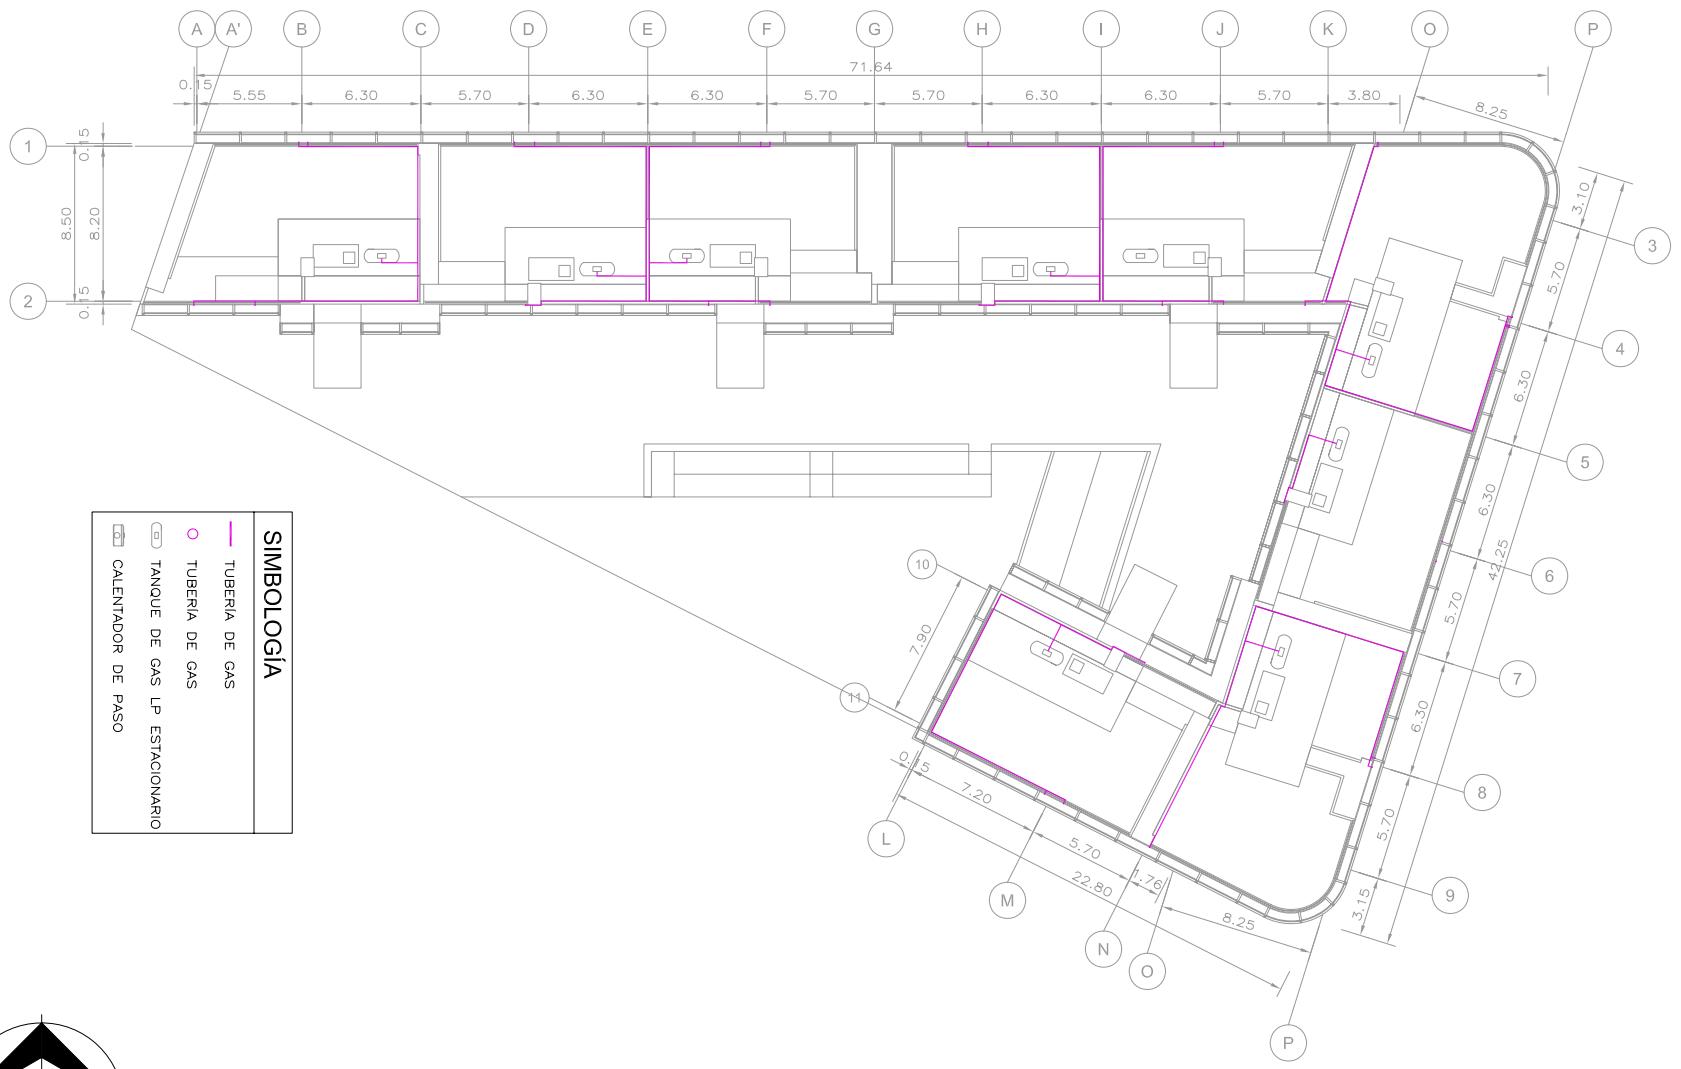 A A' B C D E F G H I J K O P
71.64
0.15 5.55 6.30 5.70 6.30 6.30 5.70 5.70 6.30 6.30 5.70 3.80
8.25
1
0.15
8.50
8.20
2
0.15
3.10
3
5.70
4
6.30
5
6.30
42.25
6
5.70
7
6.30
8
5.70
9
3.15
10
7.90
11
0.15
7.20
5.70
1.76
22.80
8.25
L
M
N
O
P
SIMBOLOGÍA
TUBERÍA DE GAS
TUBERÍA DE GAS
TANQUE DE GAS LP ESTACIONARIO
CALENTADOR DE PASO